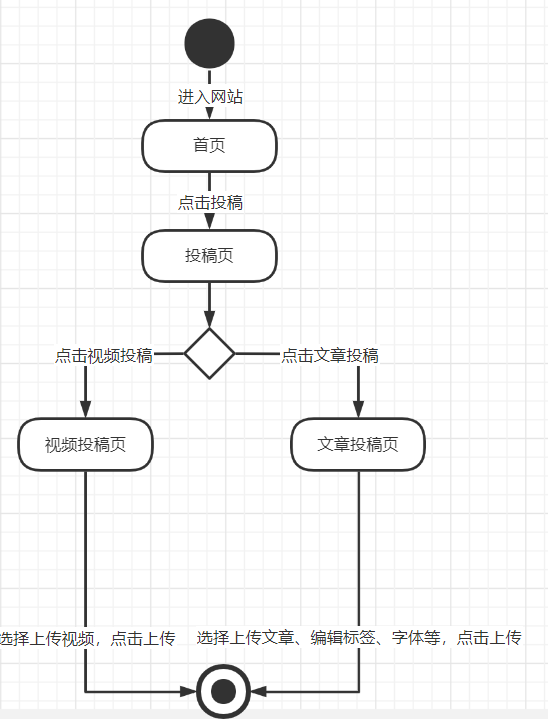 进入网站
首页
点击投稿
投稿页
点击视频投稿
点击文章投稿
视频投稿页
文章投稿页
选择上传视频，点击上传
选择上传文章、编辑标签、字体等，点击上传